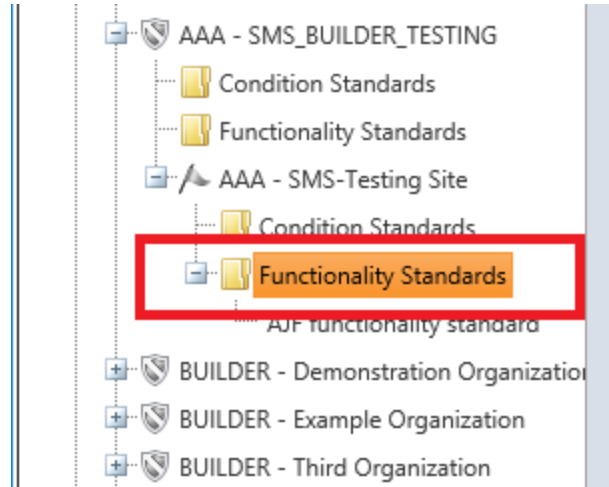 AAA - SMS_BUILDER_TESTING
Condition Standards
Functionality Standards
AAA - SMS-Testing Site
Condition Standards
Functionality Standards
AJF functionality standard
BUILDER - Demonstration Organizatio
BUILDER - Example Organization
BUILDER - Third Organization